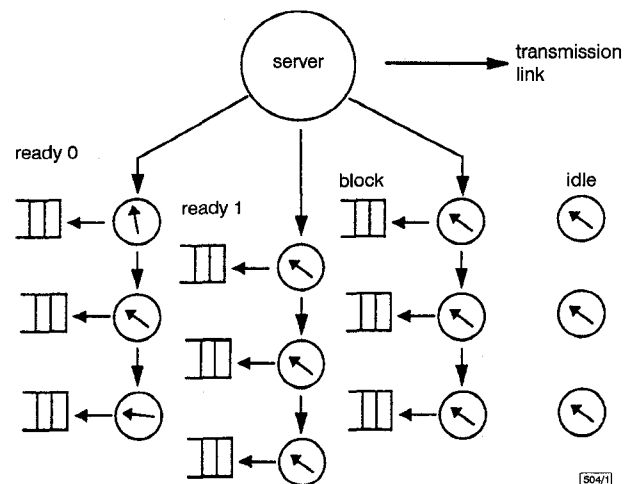 server
transmission
link
ready 0
ready 1
block
idle
504/1